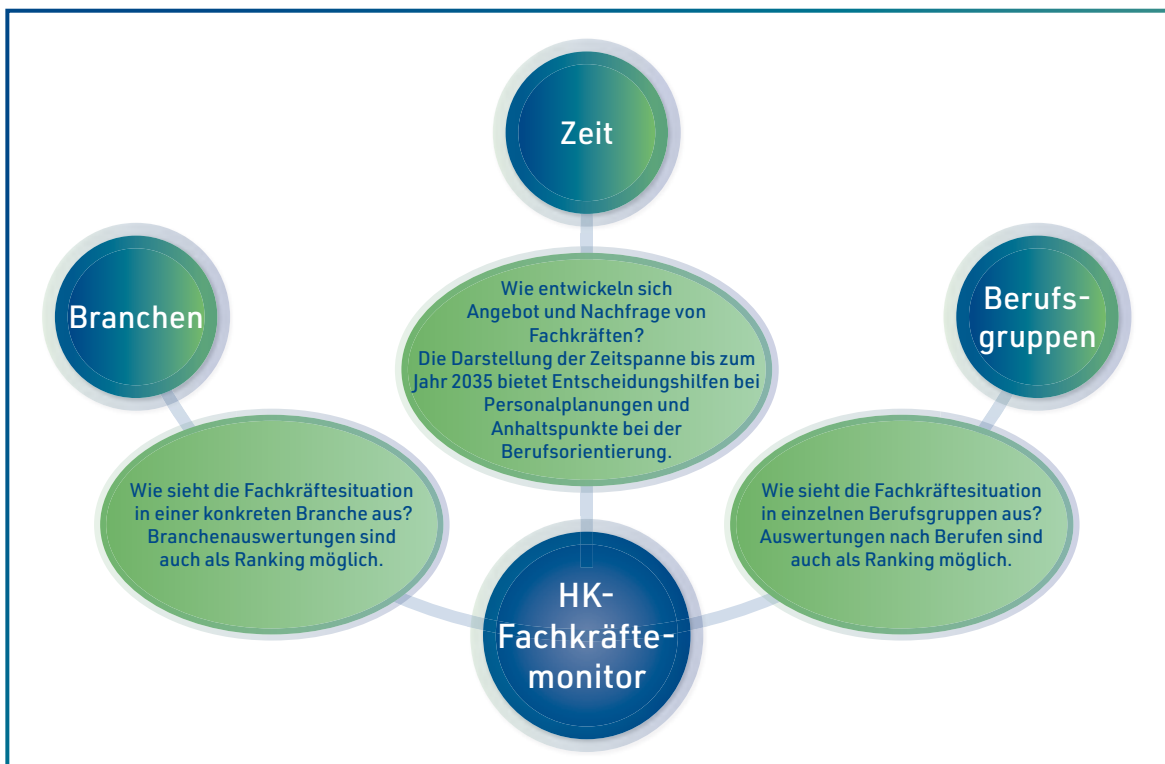 Zeit
Branchen
Berufs-
gruppen
Wie entwickeln sich
Angebot und Nachfrage von
Fachkräften?
Die Darstellung der Zeitspanne bis zum
Jahr 2035 bietet Entscheidungshilfen bei
Personalplanungen und
Anhaltspunkte bei der
Berufsorientierung.
Wie sieht die Fachkräftesituation
in einer konkreten Branche aus?
Branchenauswertungen sind
auch als Ranking möglich.
Wie sieht die Fachkräftesituation
in einzelnen Berufsgruppen aus?
Auswertungen nach Berufen sind
auch als Ranking möglich.
HK-
Fachkräfte-
monitor